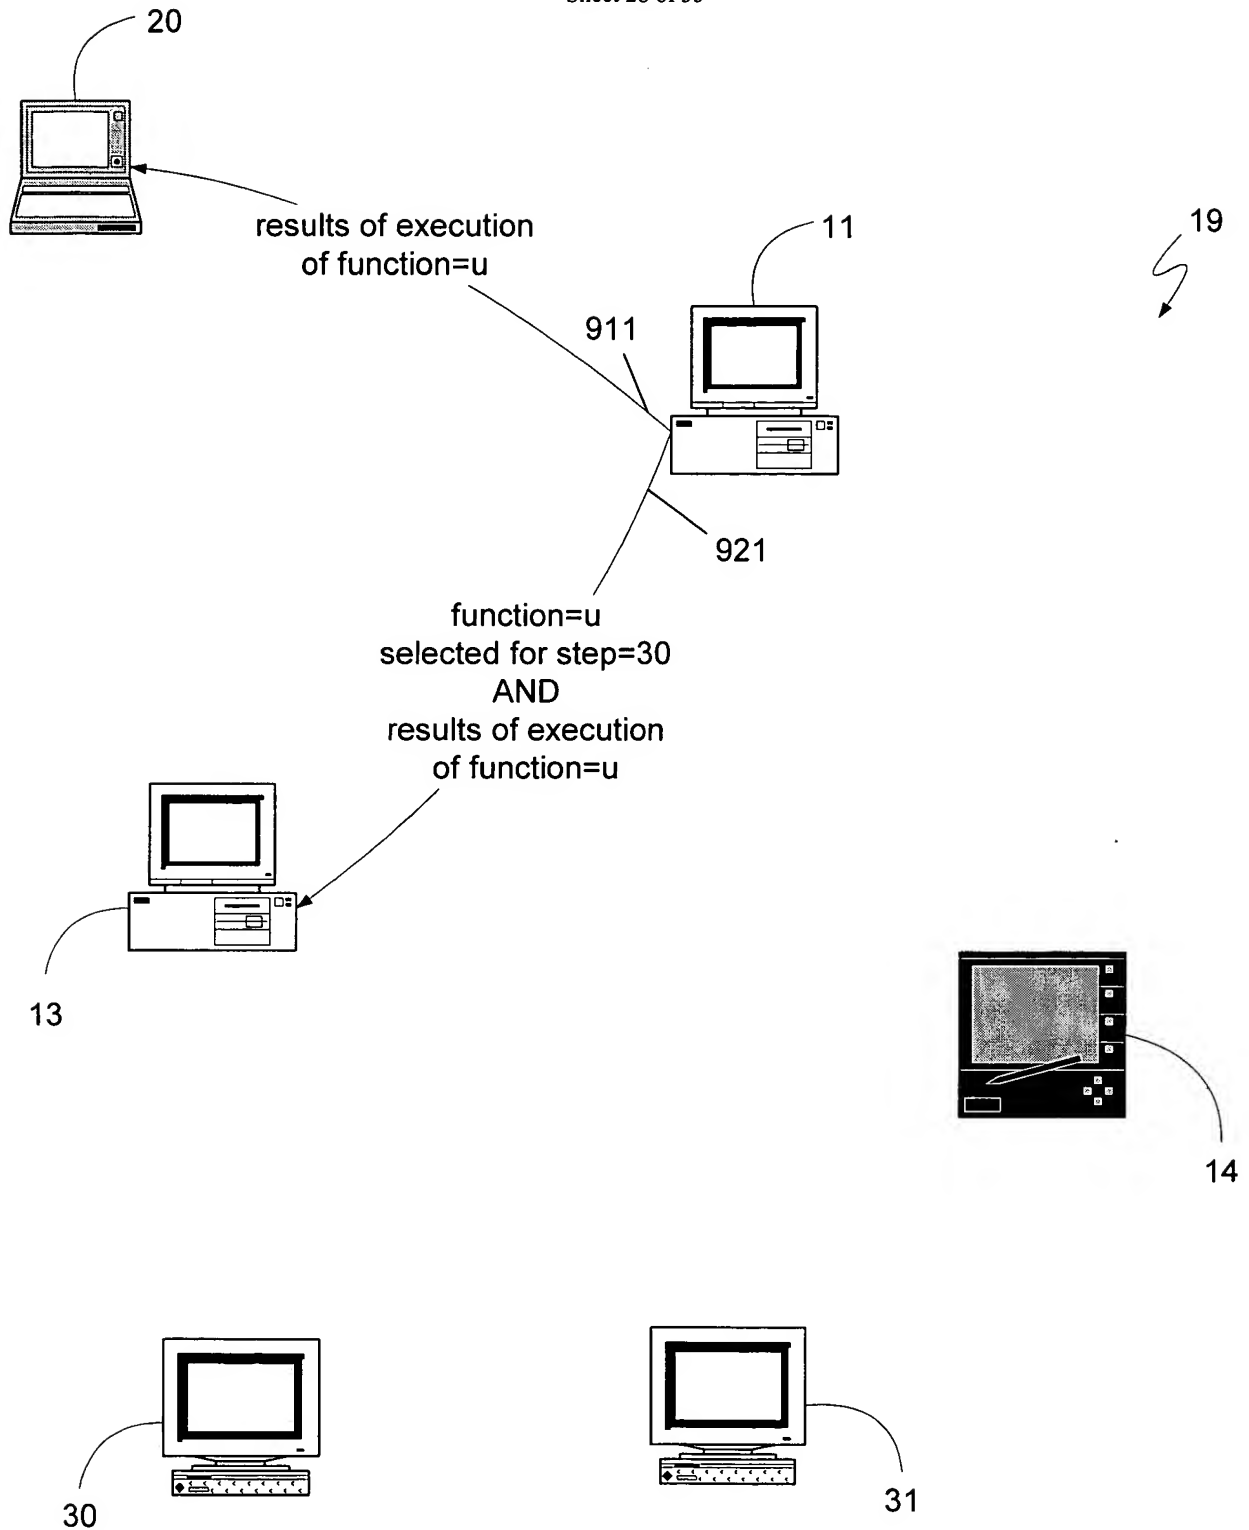 20
results of execution
of function=u
11
19
911
921
function=u
selected for step=30
AND
results of execution
of function=u
13
14
30
31